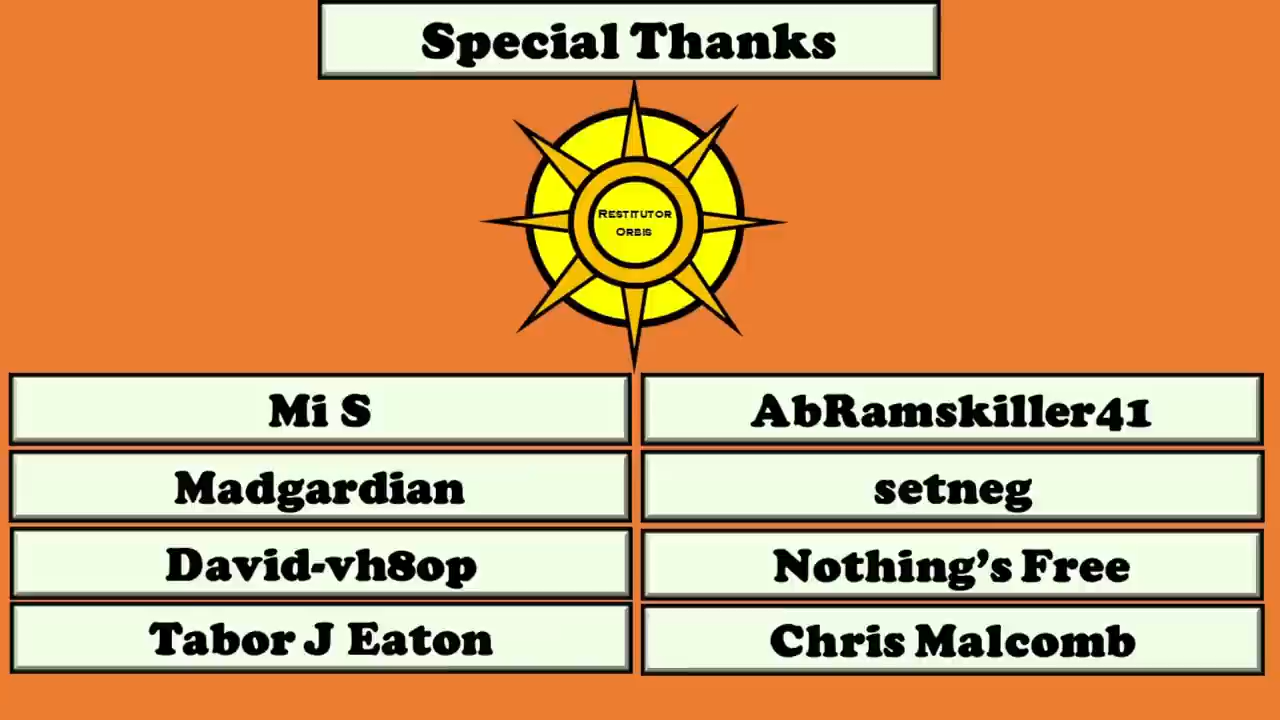 Special Thanks
Restitutor
Orbis
Mi S
AbRamskiller41
Madgardian
setneg
David-vh8op
Nothing's Free
Tabor J Eaton
Chris Malcomb